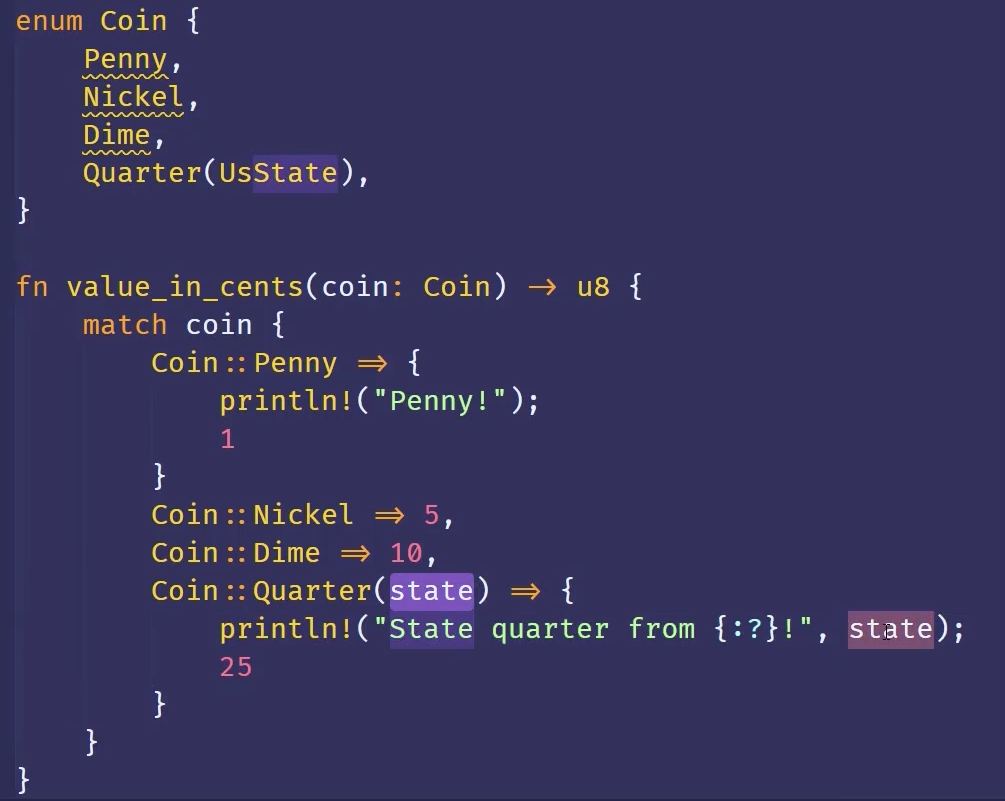 enum Coin {
    Penny,
    Nickel,
    Dime,
    Quarter(UsState),
}

fn value_in_cents(coin: Coin) -> u8 {
    match coin {
        Coin::Penny => {
            println!("Penny!");
            1
        }
        Coin::Nickel => 5,
        Coin::Dime => 10,
        Coin::Quarter(state) => {
            println!("State quarter from {:?}!", state);
            25
        }
    }
}